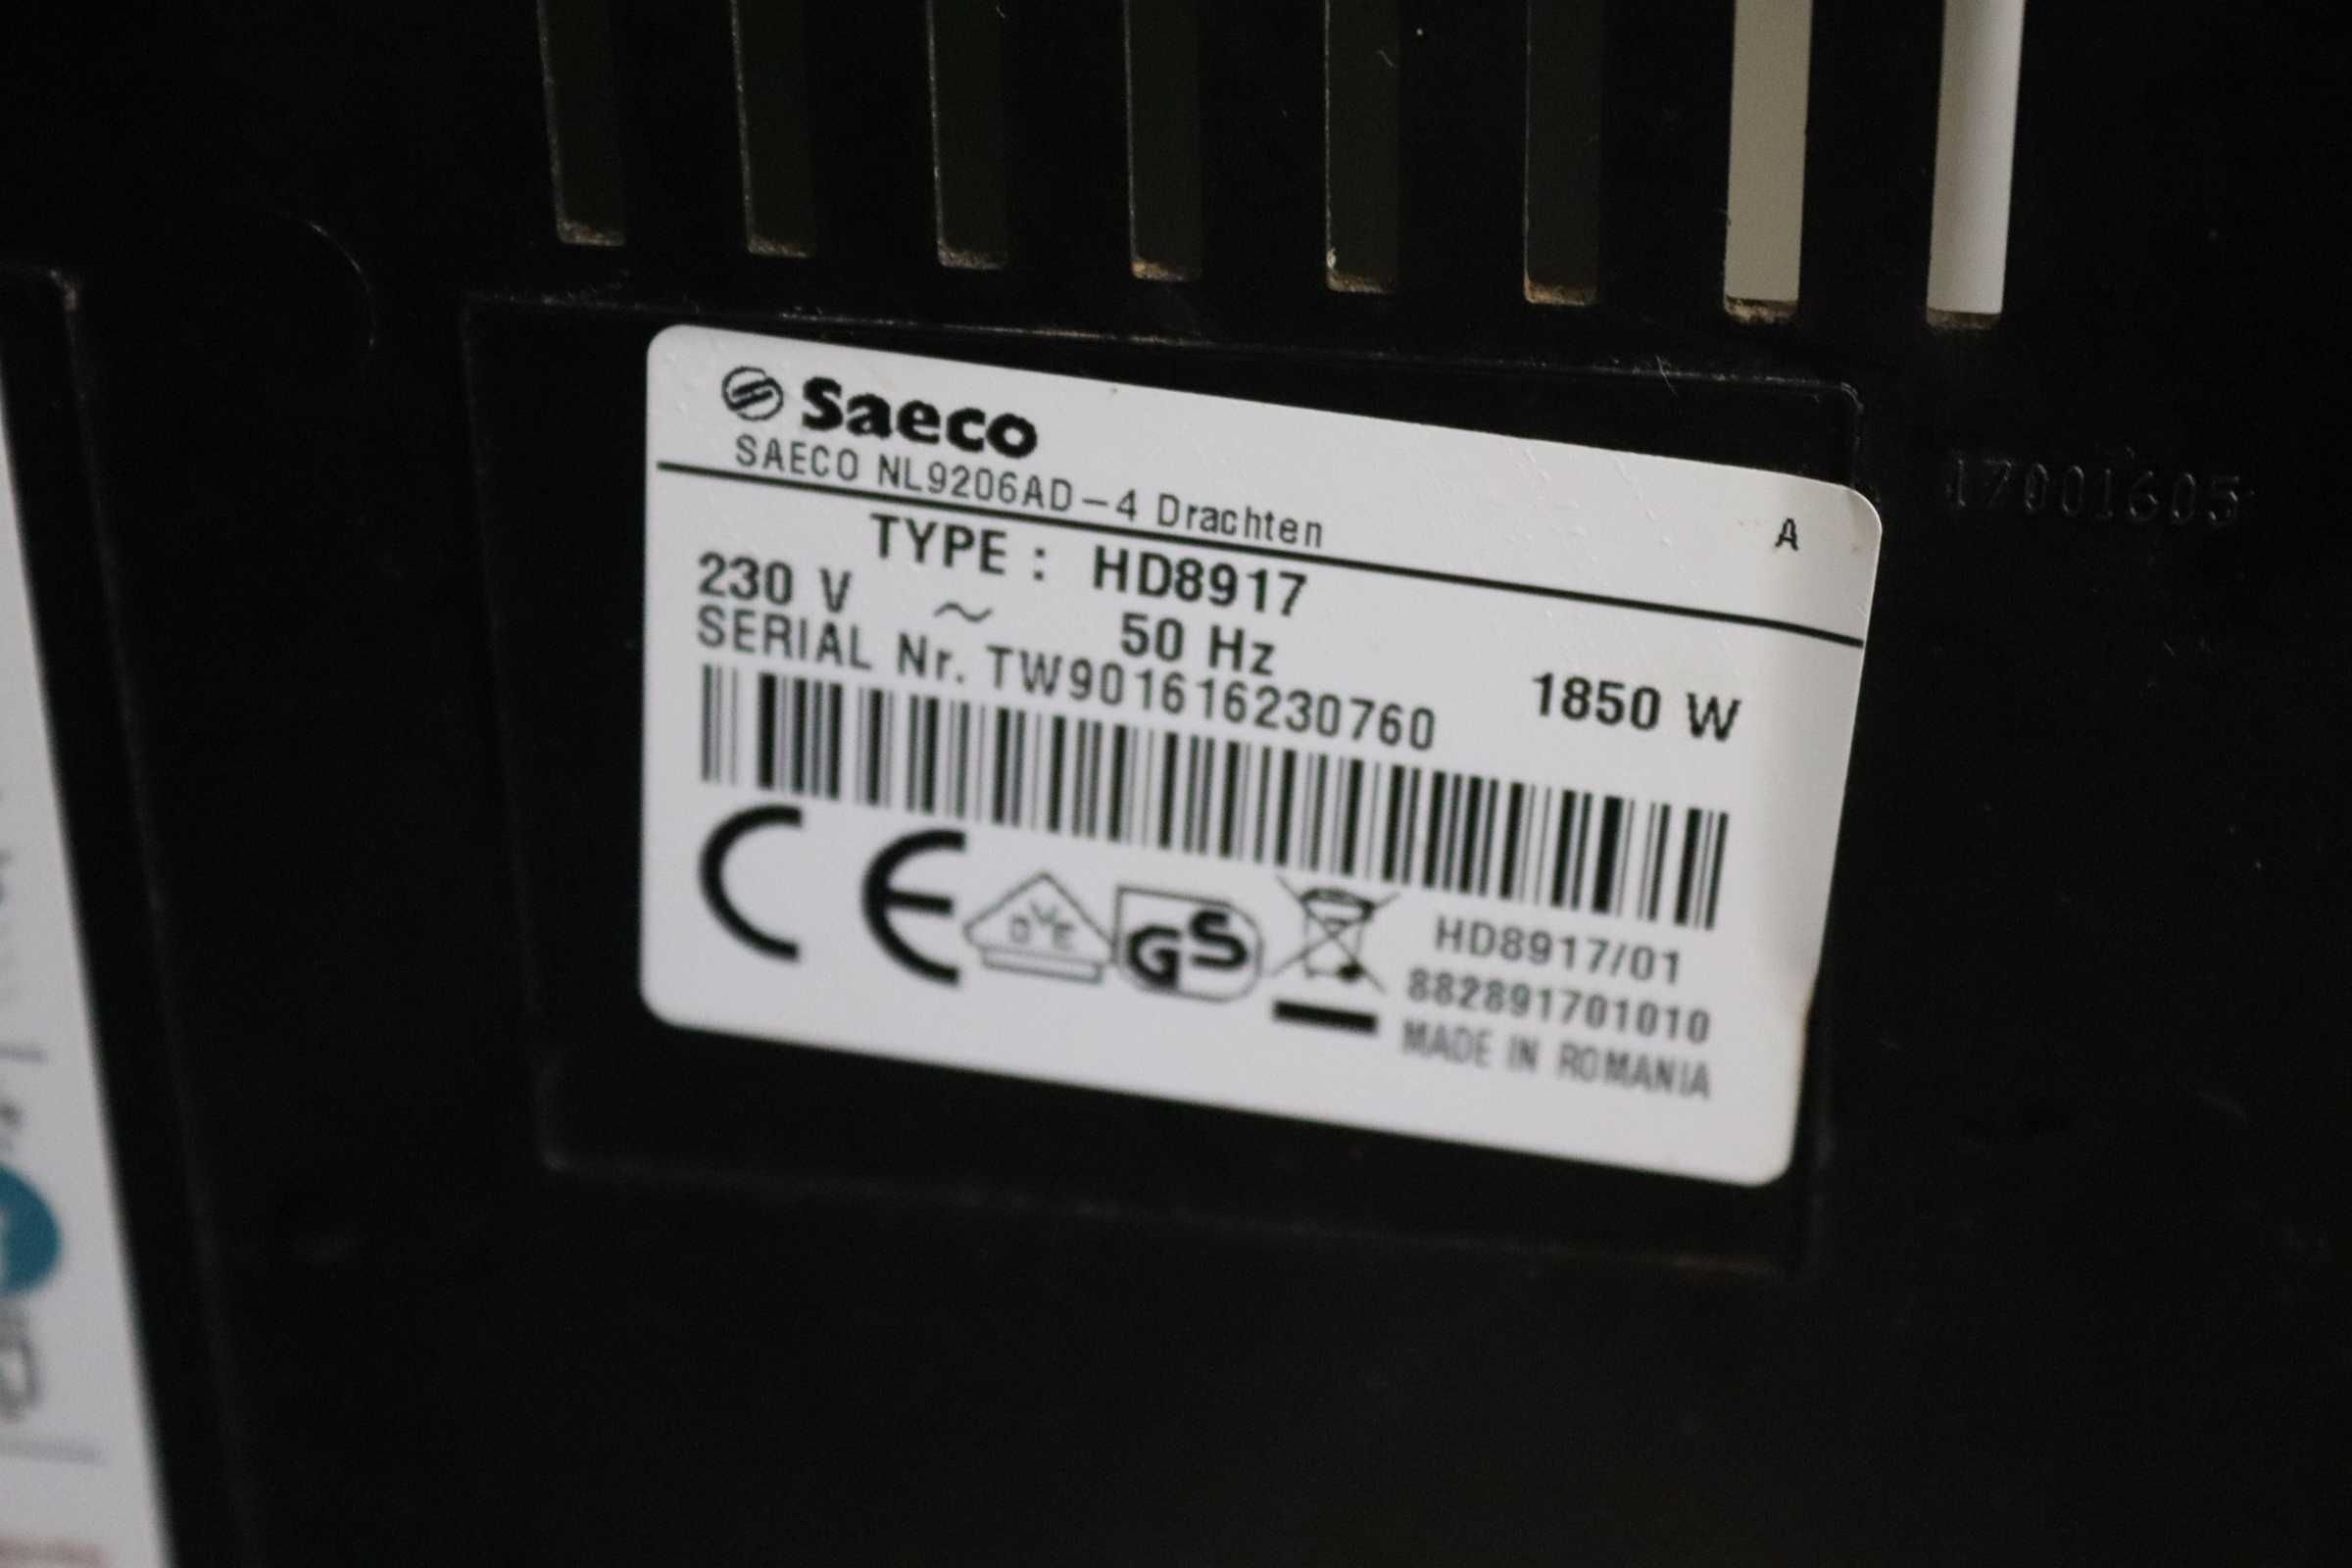 Saeco
SAECO NL9206AD-4 Drachten
A
TYPE : HD8917
230 V ~ 50 Hz 1850 W
SERIAL Nr. TW901616230760
CE DVE GS
HD8917/01
882891701010
MADE IN ROMANIA
17001605